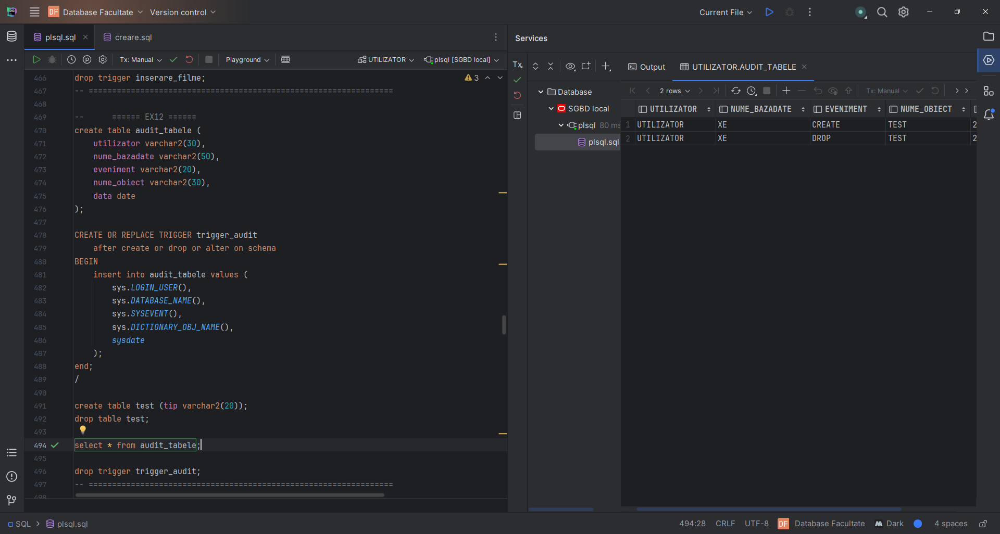 DG DF Database Facultate Version control Current File
plsql.sql creare.sql
Tx: Manual Playground UTILIZATOR plsql [SGBD local]
466 drop trigger inserare_filme; 3
467 -- =================================================================
468
469 -- ====== EX12 ======
470 create table audit_tabele (
471 utilizator varchar2(30),
472 nume_bazadate varchar2(50),
473 eveniment varchar2(20),
474 nume_obiect varchar2(30),
475 data date
476 );
477
478 CREATE OR REPLACE TRIGGER trigger_audit
479 after create or drop or alter on schema
480 BEGIN
481 insert into audit_tabele values (
482 sys.LOGIN_USER(),
483 sys.DATABASE_NAME(),
484 sys.SYSEVENT(),
485 sys.DICTIONARY_OBJ_NAME(),
486 sysdate
487 );
488 end;
489 /
490
491 create table test (tip varchar2(20));
492 drop table test;
493
494 select * from audit_tabele;
495
496 drop trigger trigger_audit;
497 -- =================================================================
498
Services
Tx
Database
SGBD local
plsql 80 ms
plsql.sql
Output UTILIZATOR.AUDIT_TABELE
2 rows Tx: Manual
UTILIZATOR NUME_BAZADATE EVENIMENT NUME_OBIECT
1 UTILIZATOR XE CREATE TEST 2
2 UTILIZATOR XE DROP TEST 2
SQL plsql.sql 494:28 CRLF UTF-8 DF Database Facultate Dark 4 spaces